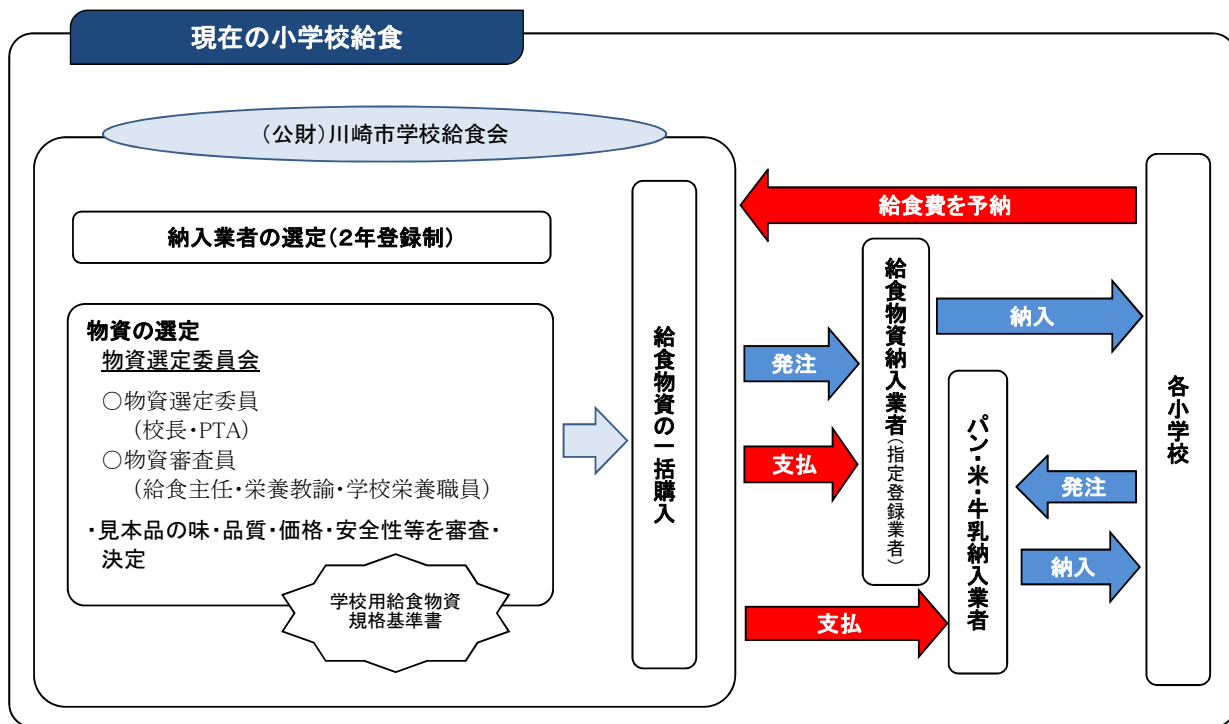 現在の小学校給食
(公財)川崎市学校給食会
納入業者の選定(2年登録制)
物資の選定
物資選定委員会
○物資選定委員
(校長・PTA)
○物資審査員
(給食主任・栄養教諭・学校栄養職員)
・見本品の味・品質・価格・安全性等を審査・
決定
学校用給食物資
規格基準書
給食物資の一括購入
給食費を予納
発注
支払
支払
給食物資納入業者(指定登録業者)
納入
パン・米・牛乳納入業者
発注
納入
各小学校